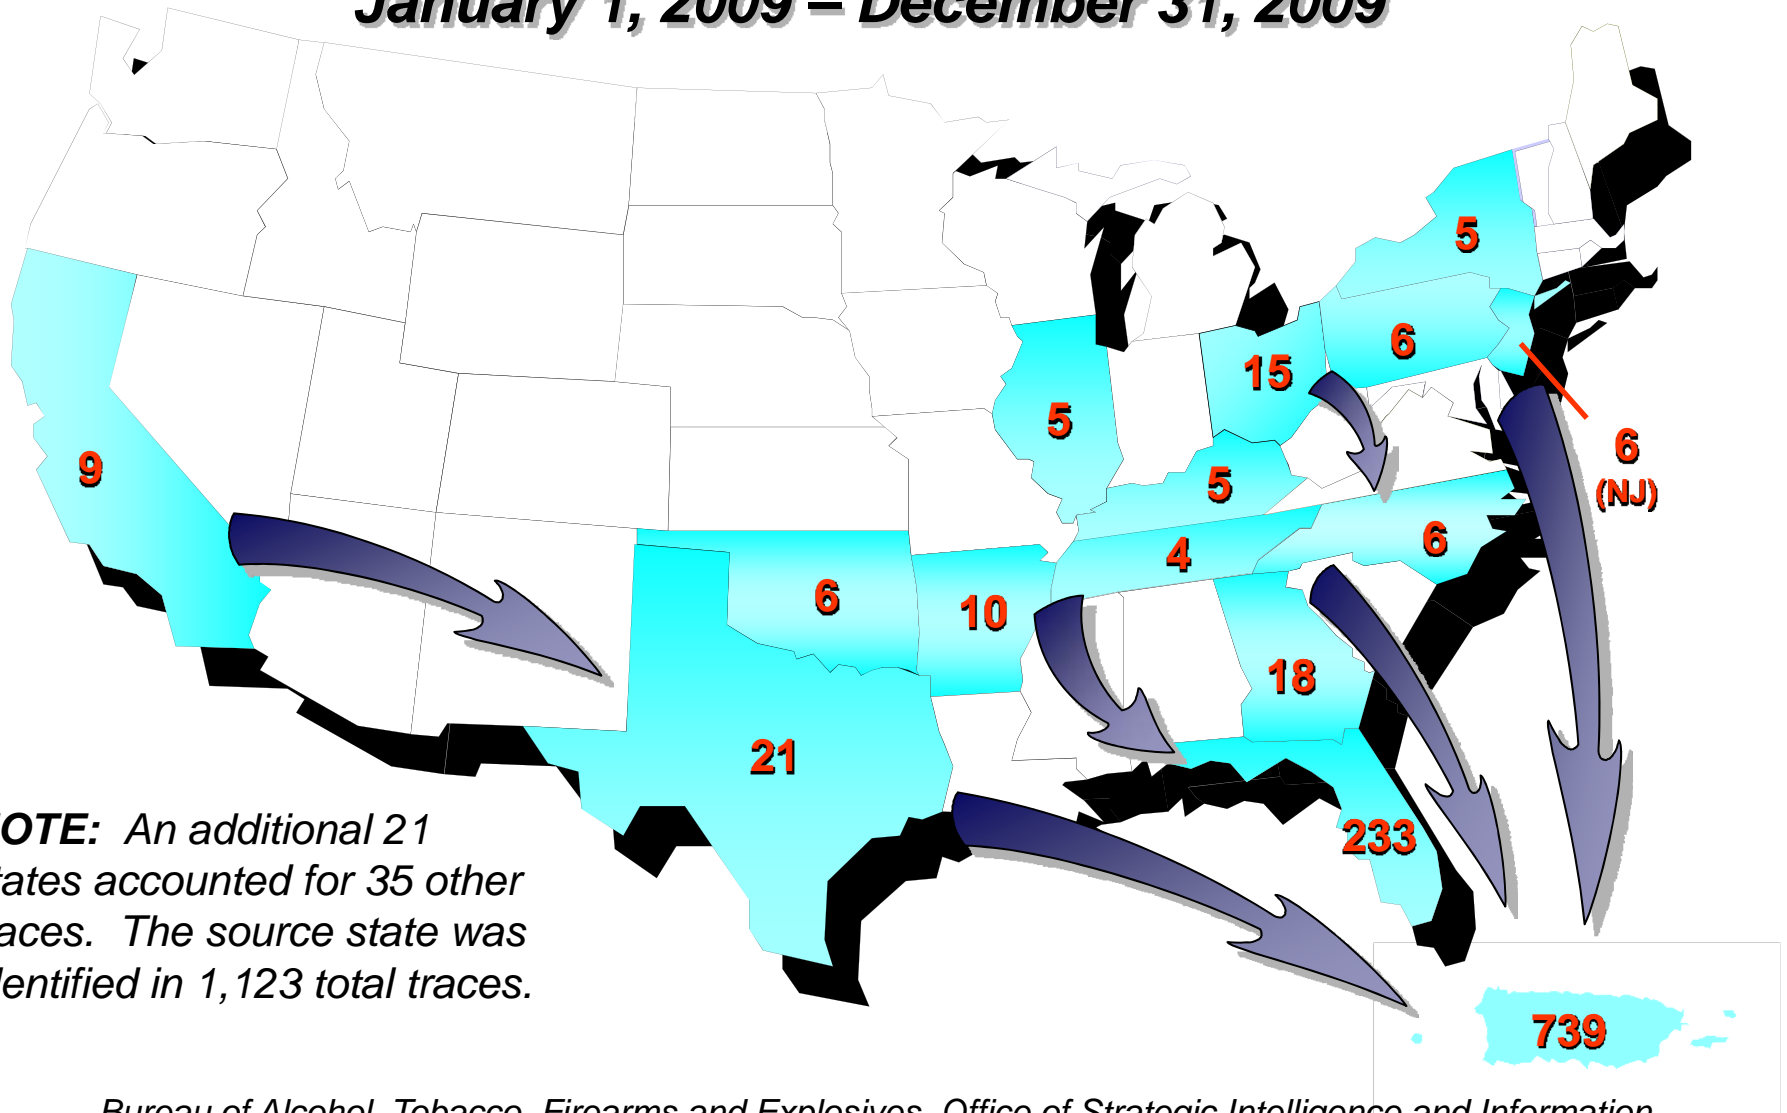 January 1, 2009 – December 31, 2009
5
6
15
5
9
6
(NJ)
5
6
4
6
10
18
21
233
OTE: An additional 21
tates accounted for 35 other
aces. The source state was
dentified in 1,123 total traces.
739
Bureau of Alcohol, Tobacco, Firearms and Explosives, Office of Strategic Intelligence and Information